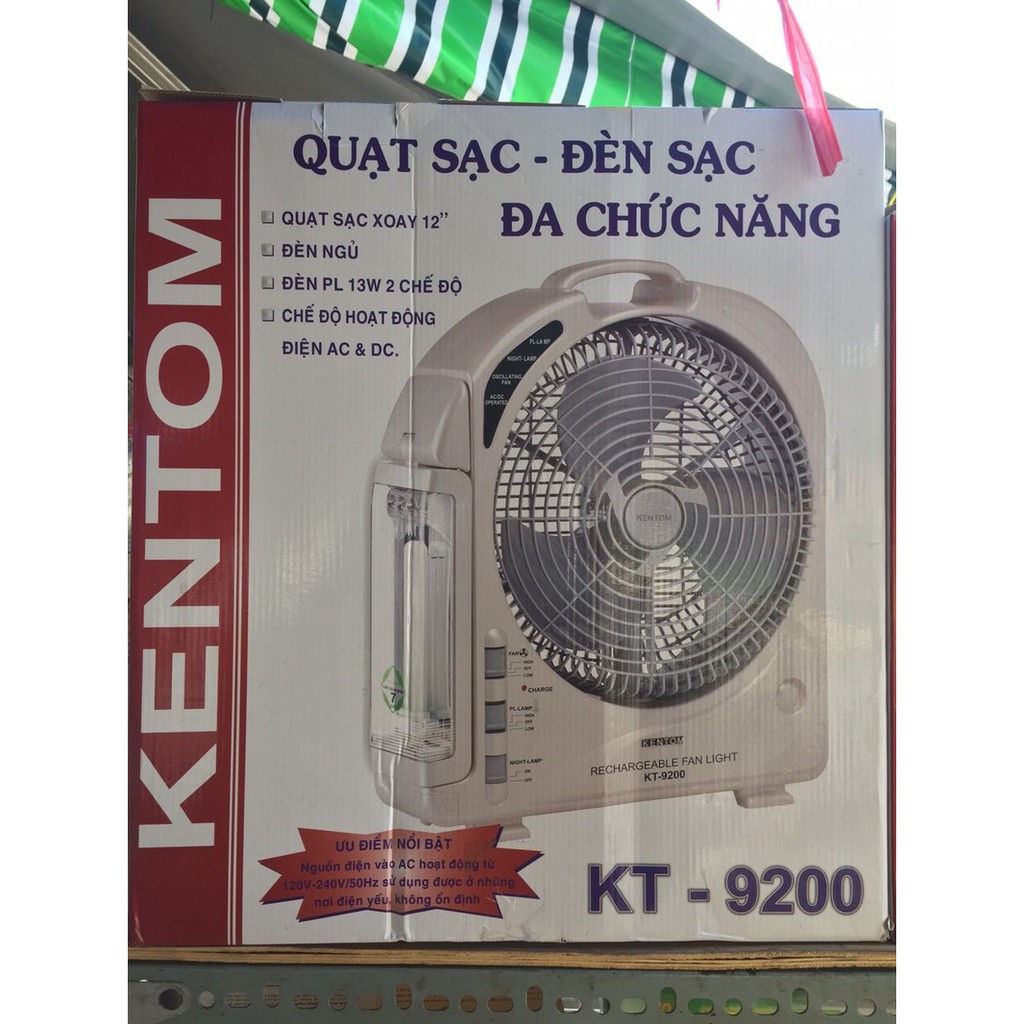 KENTOM
QUẠT SẠC - ĐÈN SẠC
ĐA CHỨC NĂNG
QUẠT SẠC XOAY 12’’
ĐÈN NGỦ
ĐÈN PL 13W 2 CHẾ ĐỘ
CHẾ ĐỘ HOẠT ĐỘNG
ĐIỆN AC & DC.
PL-LA MP
NIGHT-LAMP
OSCILLATING
FAN
AC/DC
OPERATED
KENTOM
FAN
HIGH
OFF
LOW
CHARGE
PL-LAMP
HIGH
OFF
LOW
NIGHT-LAMP
ON
OFF
KENTOM
RECHARGEABLE FAN LIGHT
KT-9200
ƯU ĐIỂM NỔI BẬT
Nguồn điện vào AC hoạt động từ
120V-240V/50Hz sử dụng được ở những
nơi điện yếu, không ổn định
KT - 9200